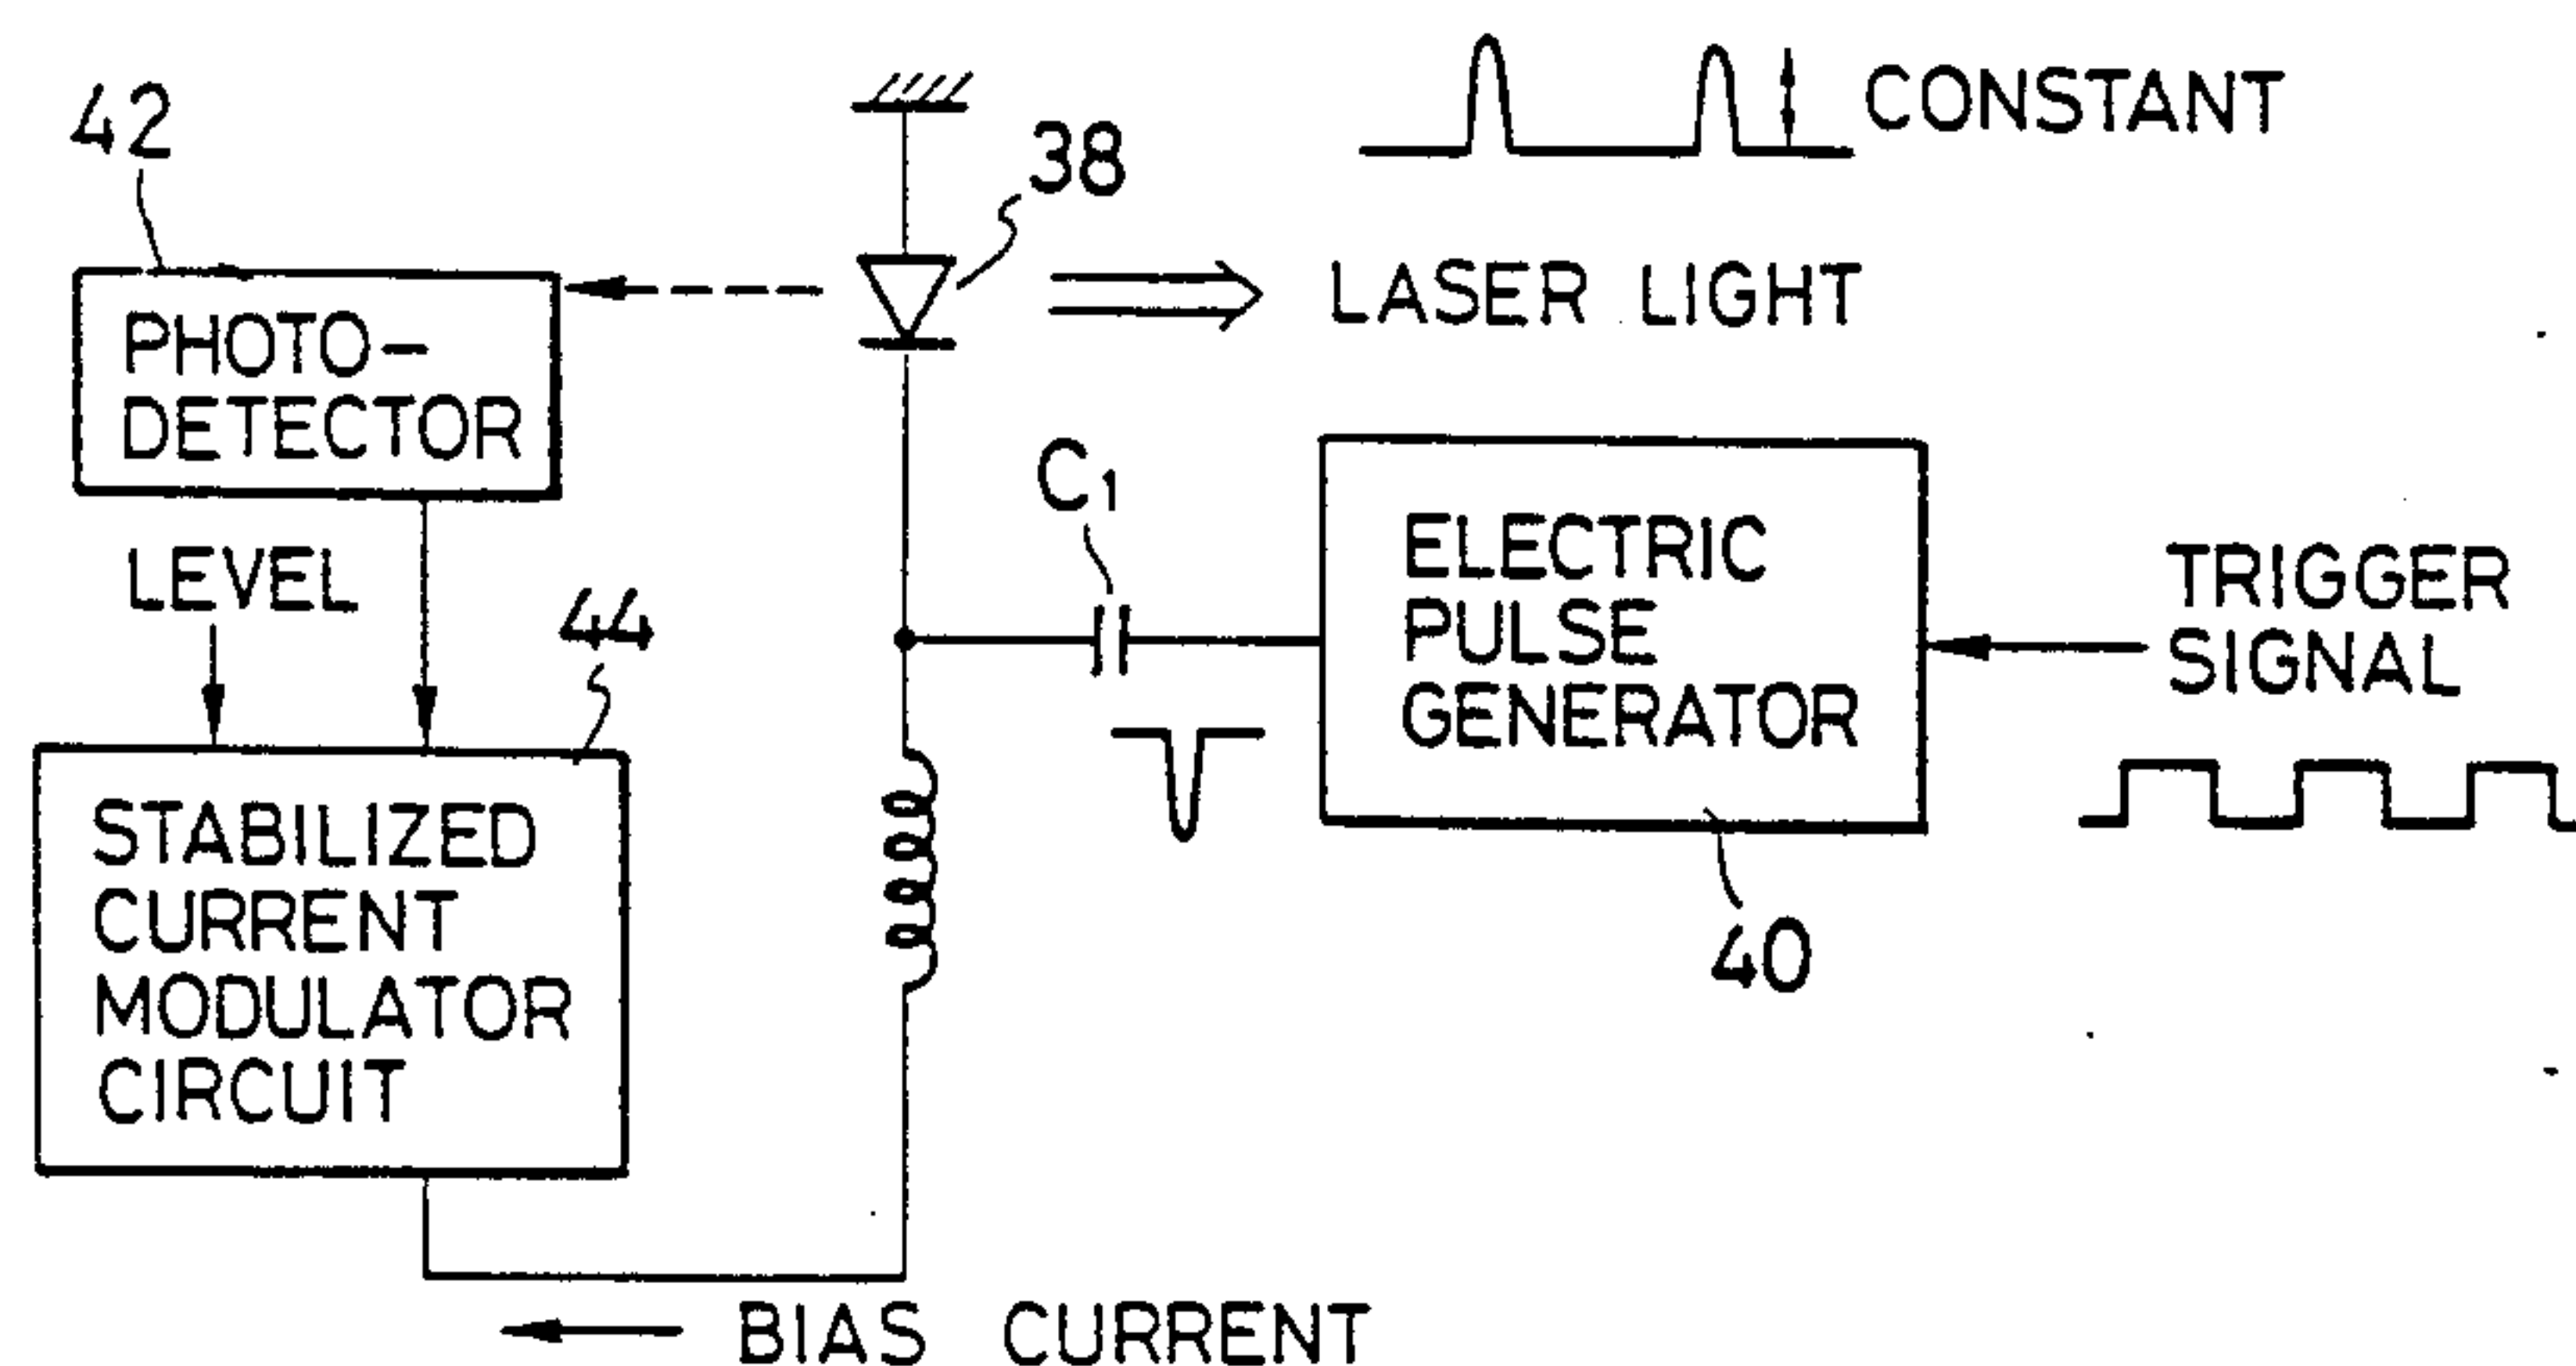 CONSTANT
42
38
LASER LIGHT
PHOTO-
DETECTOR
C1
LEVEL
44
ELECTRIC
PULSE
GENERATOR
TRIGGER
SIGNAL
STABILIZED
CURRENT
MODULATOR
CIRCUIT
40
BIAS CURRENT